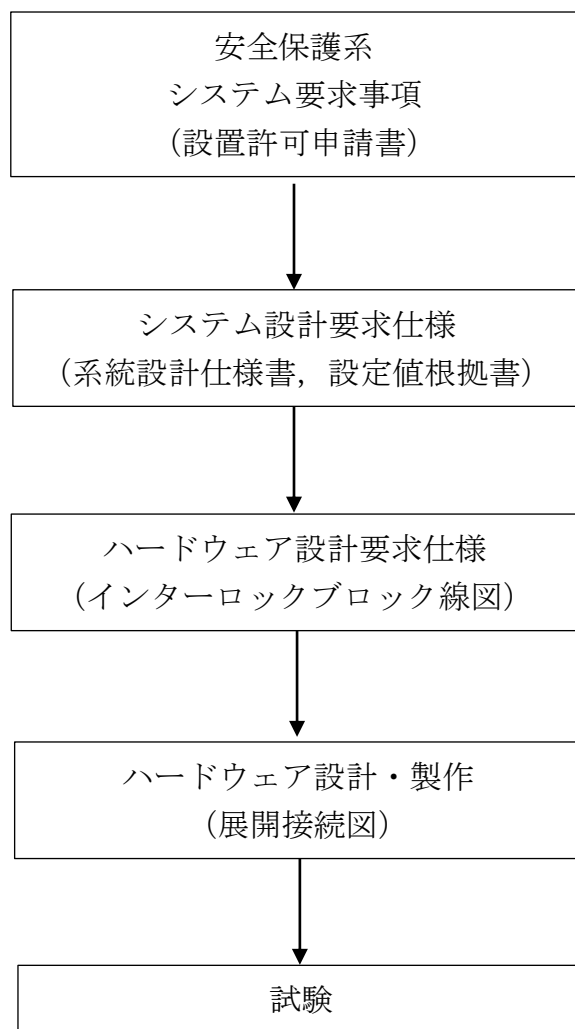 安全保護系
システム要求事項
（設置許可申請書）
システム設計要求仕様
（系統設計仕様書，設定値根拠書）
ハードウェア設計要求仕様
（インターロックブロック線図）
ハードウェア設計・製作
（展開接続図）
試験